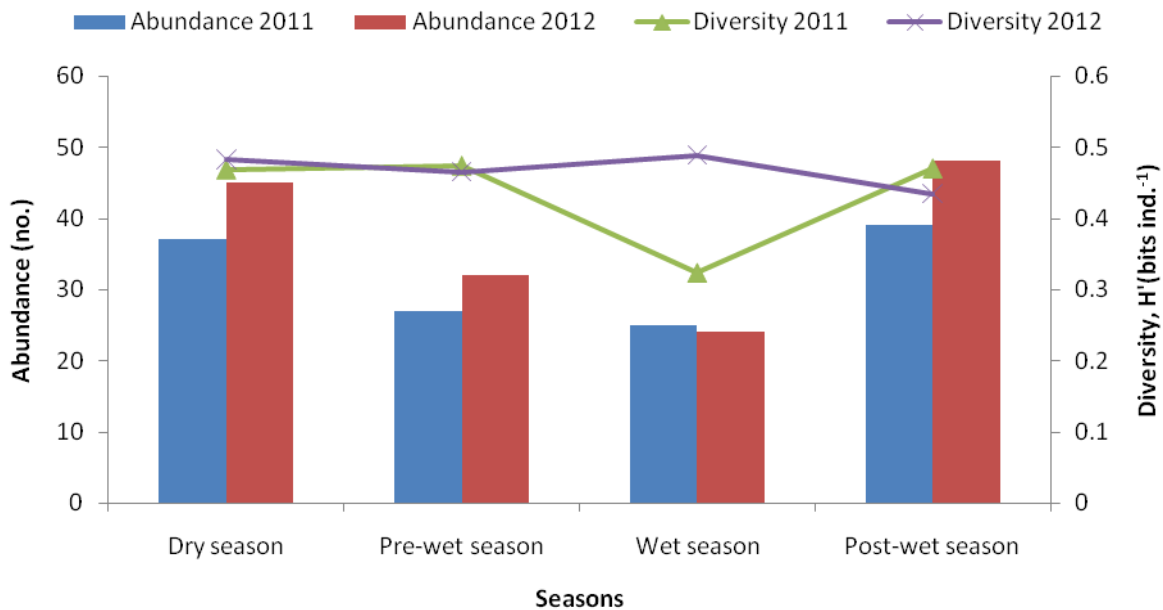 Abundance 2011 Abundance 2012 Diversity 2011 Diversity 2012
60
50
40
30
20
10
0
Abundance (no.)
0.6
0.5
0.4
0.3
0.2
0.1
0
Diversity, H'(bits ind.⁻¹)
Dry season Pre-wet season Wet season Post-wet season
Seasons